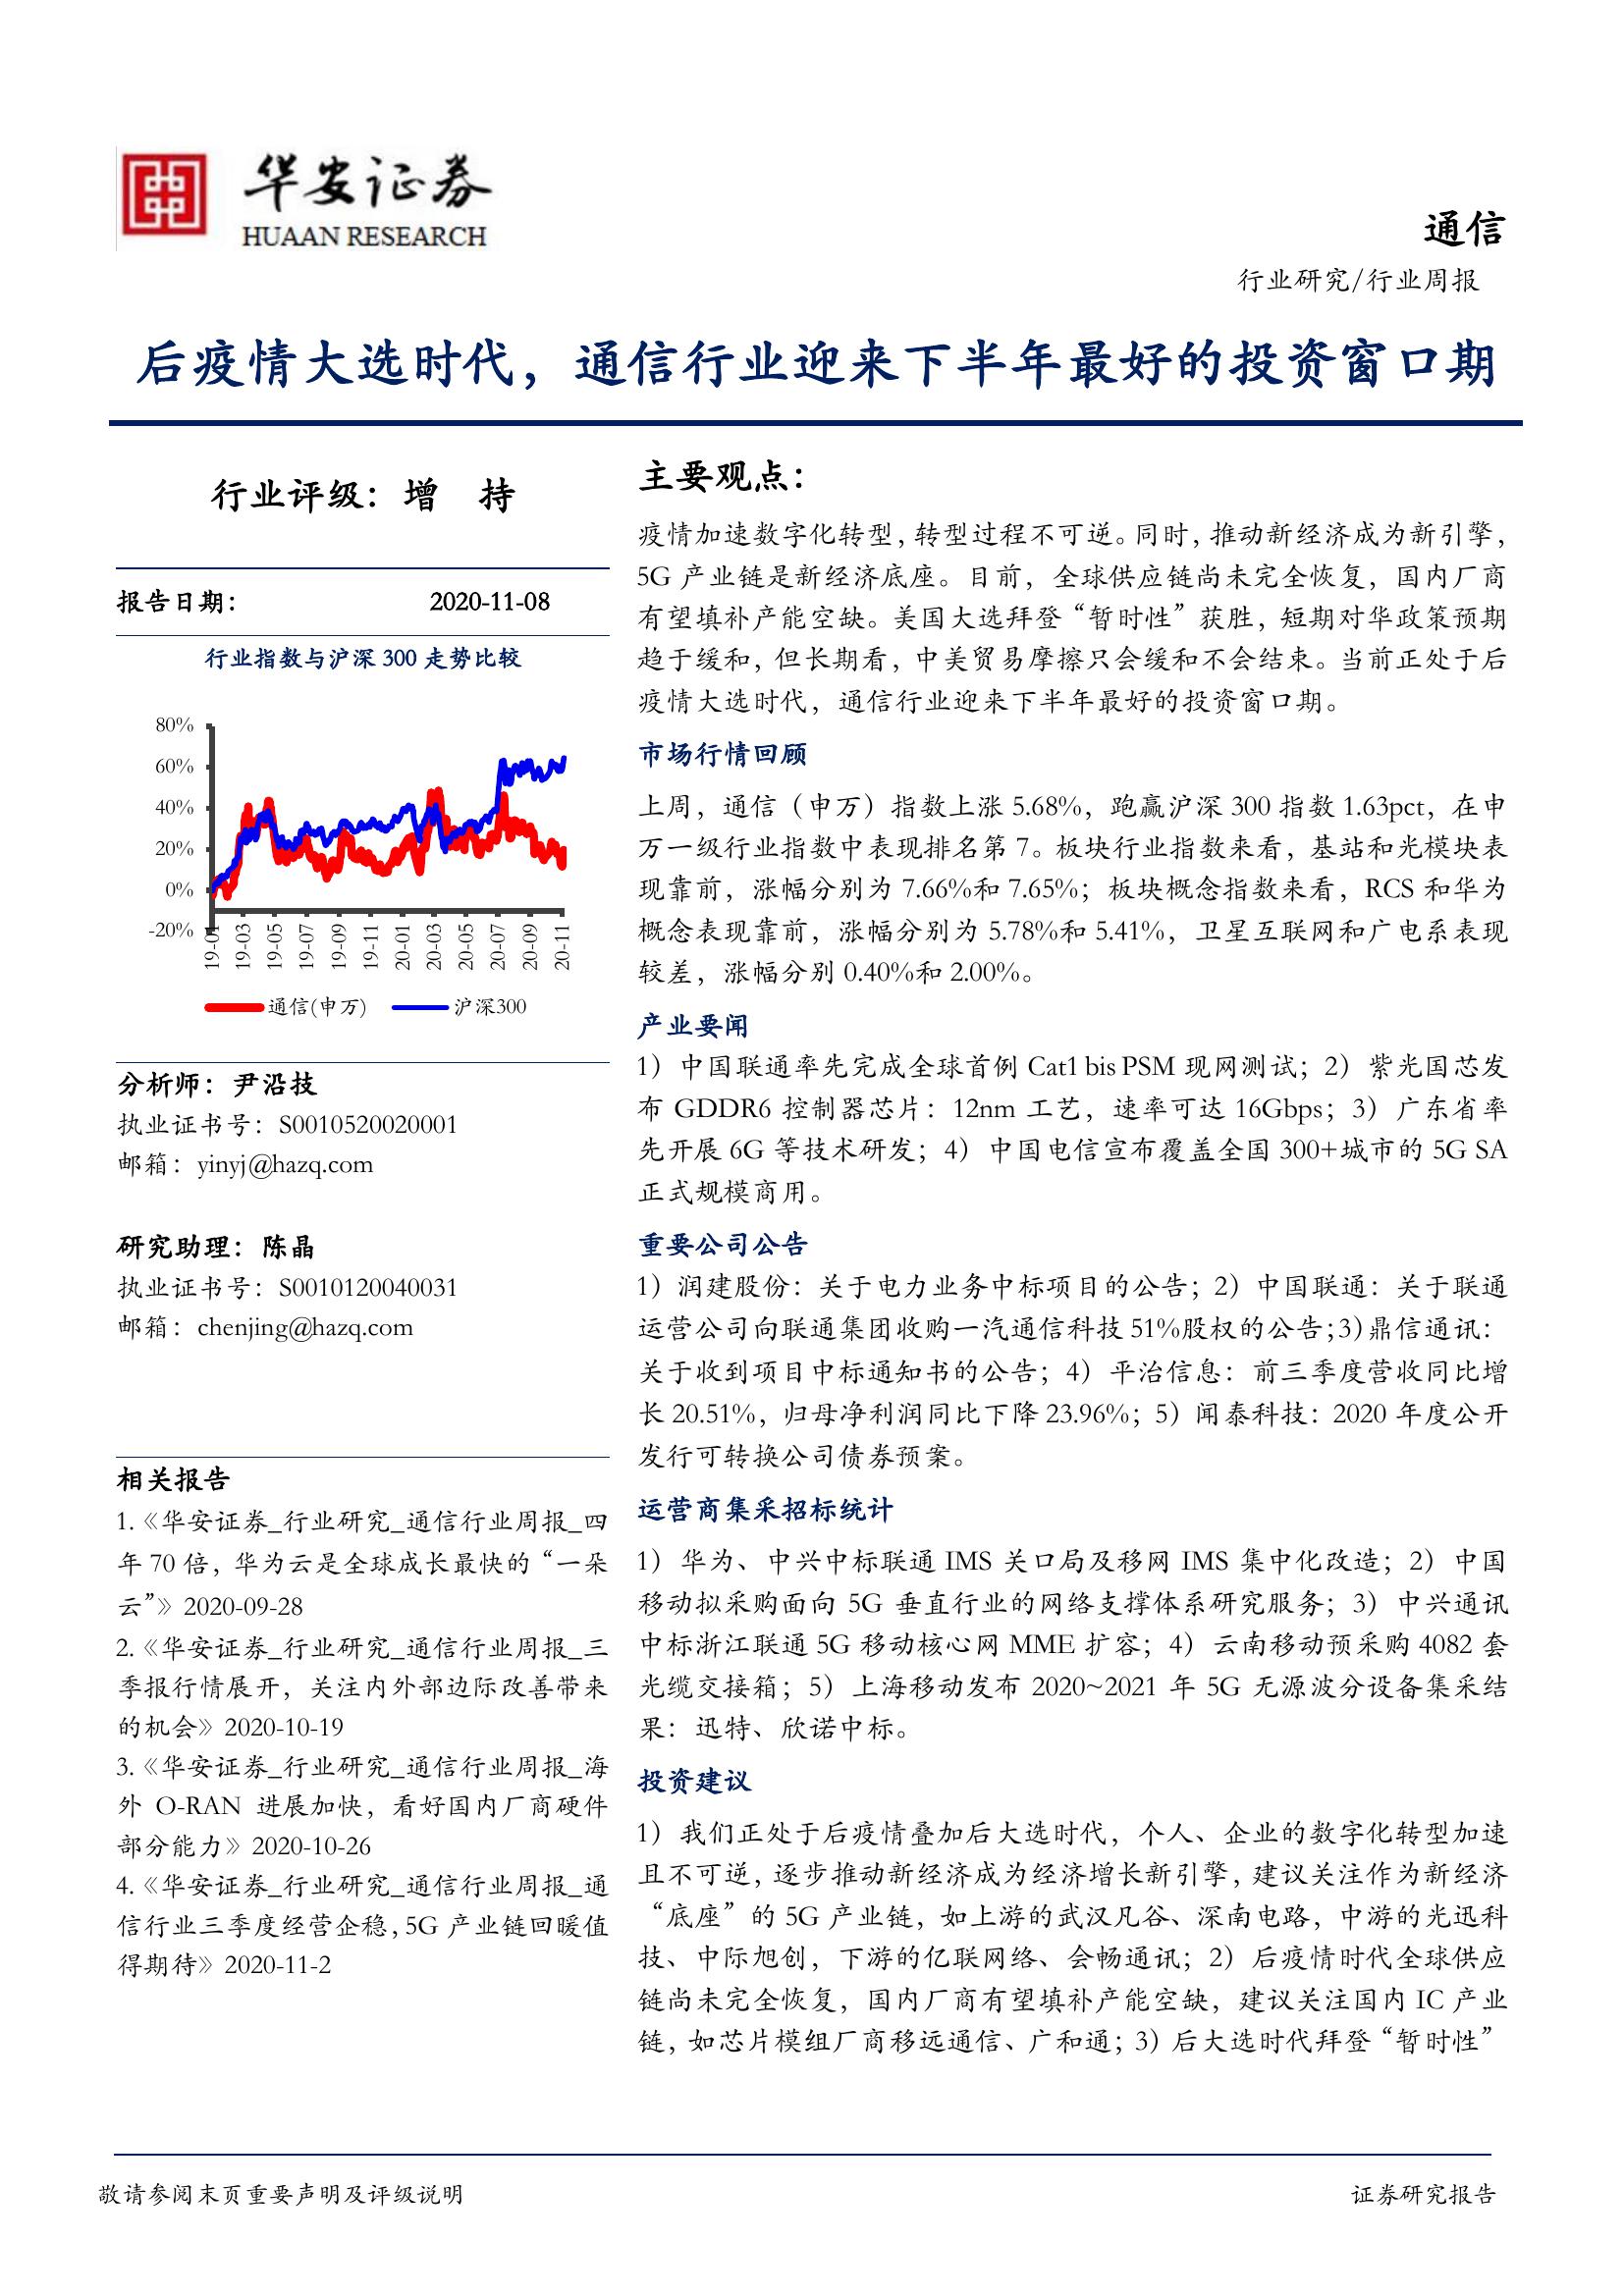 华安证券
HUAAN RESEARCH
通信
行业研究/行业周报
后疫情大选时代，通信行业迎来下半年最好的投资窗口期
行业评级：增 持
报告日期： 2020-11-08
行业指数与沪深 300 走势比较
80%
60%
40%
20%
0%
-20%
19-01
19-03
19-05
19-07
19-09
19-11
20-01
20-03
20-05
20-07
20-09
20-11
通信(申万) 沪深300
分析师：尹沿技
执业证书号：S0010520020001
邮箱：yinyj@hazq.com
研究助理：陈晶
执业证书号：S0010120040031
邮箱：chenjing@hazq.com
相关报告
1.《华安证券_行业研究_通信行业周报_四
年 70 倍，华为云是全球成长最快的“一朵
云”》2020-09-28
2.《华安证券_行业研究_通信行业周报_三
季报行情展开，关注内外部边际改善带来
的机会》2020-10-19
3.《华安证券_行业研究_通信行业周报_海
外 O-RAN 进展加快，看好国内厂商硬件
部分能力》2020-10-26
4.《华安证券_行业研究_通信行业周报_通
信行业三季度经营企稳，5G 产业链回暖值
得期待》2020-11-2
主要观点：
疫情加速数字化转型，转型过程不可逆。同时，推动新经济成为新引擎，
5G 产业链是新经济底座。目前，全球供应链尚未完全恢复，国内厂商
有望填补产能空缺。美国大选拜登“暂时性”获胜，短期对华政策预期
趋于缓和，但长期看，中美贸易摩擦只会缓和不会结束。当前正处于后
疫情大选时代，通信行业迎来下半年最好的投资窗口期。
市场行情回顾
上周，通信（申万）指数上涨 5.68%，跑赢沪深 300 指数 1.63pct，在申
万一级行业指数中表现排名第 7。板块行业指数来看，基站和光模块表
现靠前，涨幅分别为 7.66%和 7.65%；板块概念指数来看，RCS 和华为
概念表现靠前，涨幅分别为 5.78%和 5.41%，卫星互联网和广电系表现
较差，涨幅分别 0.40%和 2.00%。
产业要闻
1）中国联通率先完成全球首例 Cat1 bis PSM 现网测试；2）紫光国芯发
布 GDDR6 控制器芯片：12nm 工艺，速率可达 16Gbps；3）广东省率
先开展 6G 等技术研发；4）中国电信宣布覆盖全国 300+城市的 5G SA
正式规模商用。
重要公司公告
1）润建股份：关于电力业务中标项目的公告；2）中国联通：关于联通
运营公司向联通集团收购一汽通信科技 51%股权的公告；3）鼎信通讯：
关于收到项目中标通知书的公告；4）平治信息：前三季度营收同比增
长 20.51%，归母净利润同比下降 23.96%；5）闻泰科技：2020 年度公开
发行可转换公司债券预案。
运营商集采招标统计
1）华为、中兴中标联通 IMS 关口局及移网 IMS 集中化改造；2）中国
移动拟采购面向 5G 垂直行业的网络支撑体系研究服务；3）中兴通讯
中标浙江联通 5G 移动核心网 MME 扩容；4）云南移动预采购 4082 套
光缆交接箱；5）上海移动发布 2020~2021 年 5G 无源波分设备集采结
果：迅特、欣诺中标。
投资建议
1）我们正处于后疫情叠加后大选时代，个人、企业的数字化转型加速
且不可逆，逐步推动新经济成为经济增长新引擎，建议关注作为新经济
“底座”的 5G 产业链，如上游的武汉凡谷、深南电路，中游的光迅科
技、中际旭创，下游的亿联网络、会畅通讯；2）后疫情时代全球供应
链尚未完全恢复，国内厂商有望填补产能空缺，建议关注国内 IC 产业
链，如芯片模组厂商移远通信、广和通；3）后大选时代拜登“暂时性”
敬请参阅末页重要声明及评级说明
证券研究报告